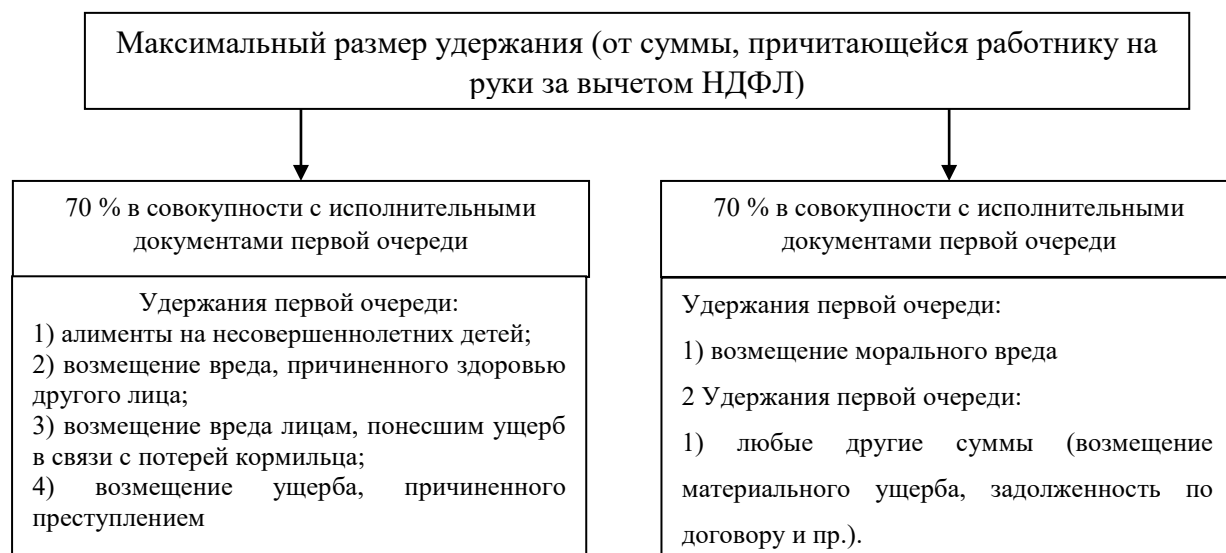 Максимальный размер удержания (от суммы, причитающейся работнику на
руки за вычетом НДФЛ)
70 % в совокупности с исполнительными
документами первой очереди
Удержания первой очереди:
1) алименты на несовершеннолетних детей;
2) возмещение вреда, причиненного здоровью
другого лица;
3) возмещение вреда лицам, понесшим ущерб
в связи с потерей кормильца;
4) возмещение ущерба, причиненного
преступлением
70 % в совокупности с исполнительными
документами первой очереди
Удержания первой очереди:
1) возмещение морального вреда
2 Удержания первой очереди:
1) любые другие суммы (возмещение
материального ущерба, задолженность по
договору и пр.).